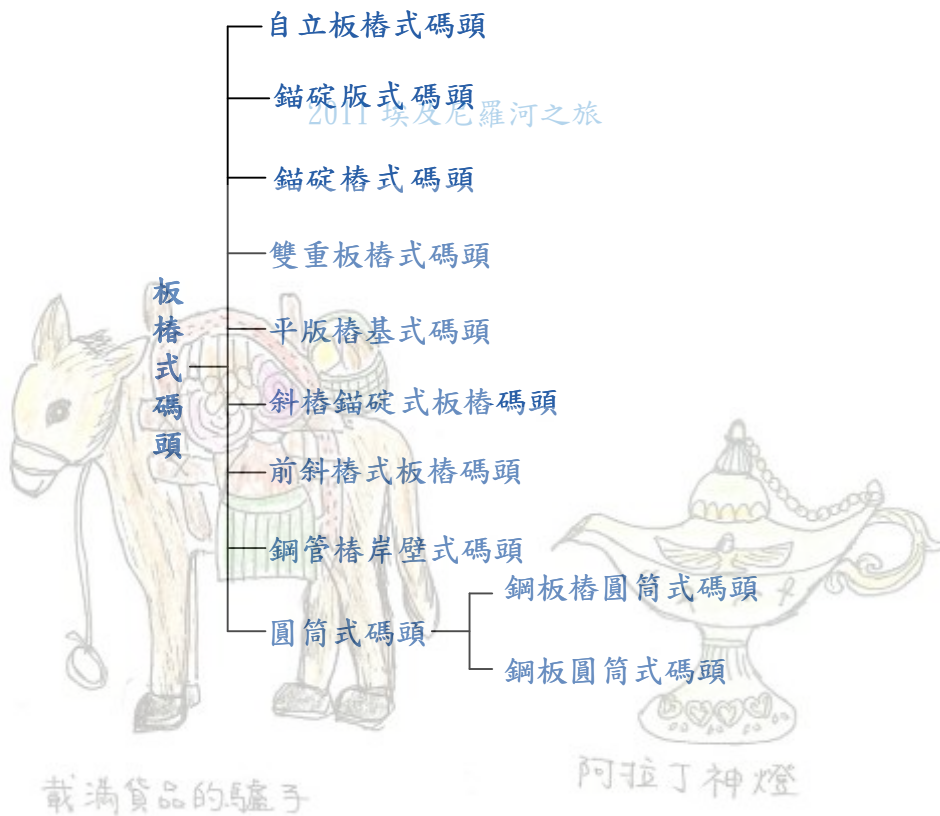 自立板樁式碼頭
錨碇版式碼頭
2011 埃及尼羅河之旅
錨碇樁式碼頭
雙重板樁式碼頭
板樁式碼頭
平版樁基式碼頭
斜樁錨碇式板樁碼頭
前斜樁式板樁碼頭
鋼管樁岸壁式碼頭
鋼板樁圓筒式碼頭
圓筒式碼頭
鋼板圓筒式碼頭
載滿貨品的驢子
阿拉丁神燈